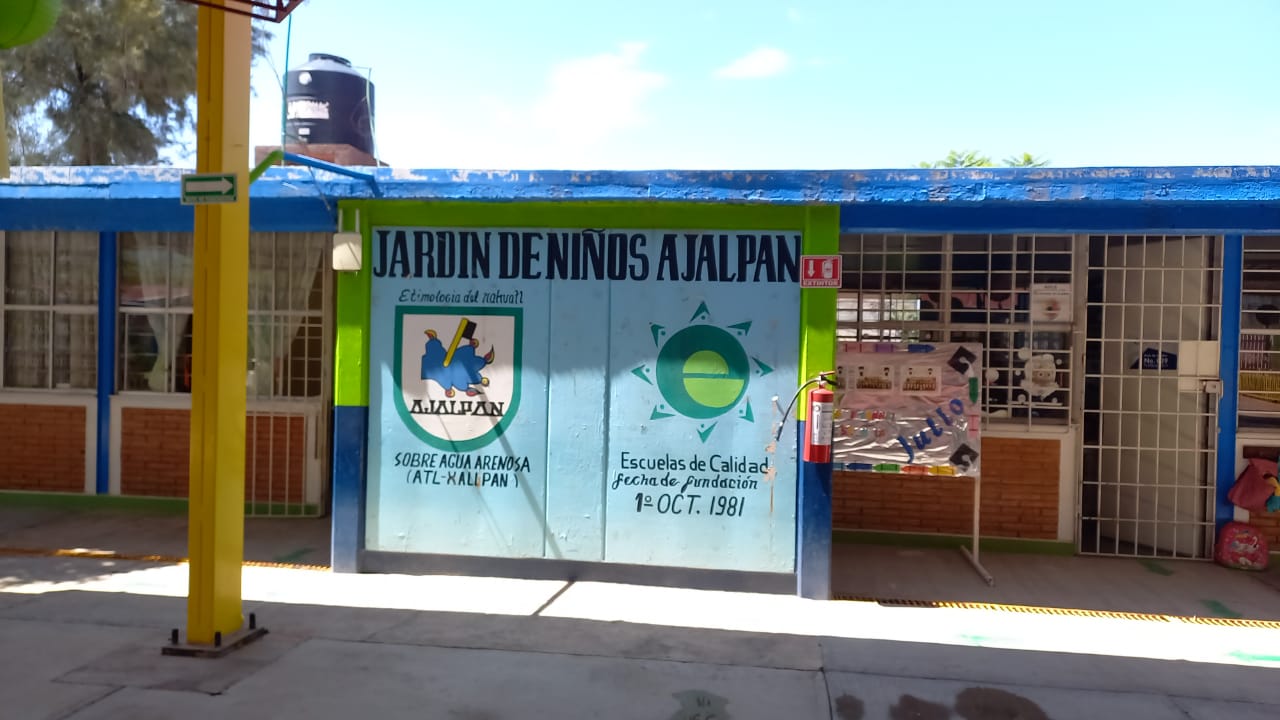 JARDIN DE NIÑOS AJALPAN
Etimologia del nahuatl
AJALPAN
SOBRE AGUA ARENOSA
(ATL-XALLPAN)
e
Escuelas de Calidad
fecha de fundación
1º OCT. 1981
EXTINTOR
Julio